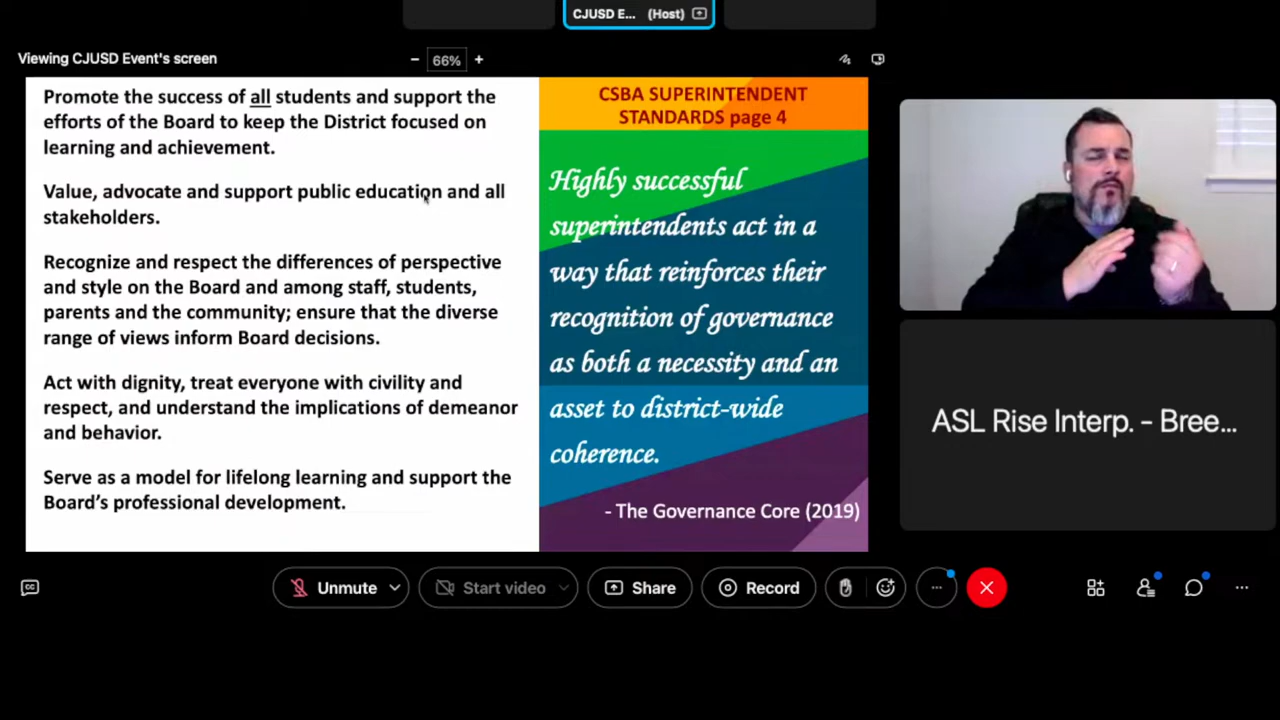 CJUSD E... (Host)
Viewing CJUSD Event's screen
66%
Promote the success of all students and support the
efforts of the Board to keep the District focused on
learning and achievement.
Value, advocate and support public education and all
stakeholders.
Recognize and respect the differences of perspective
and style on the Board and among staff, students,
parents and the community; ensure that the diverse
range of views inform Board decisions.
Act with dignity, treat everyone with civility and
respect, and understand the implications of demeanor
and behavior.
Serve as a model for lifelong learning and support the
Board's professional development.
CSBA SUPERINTENDENT
STANDARDS page 4
Highly successful
superintendents act in a
way that reinforces their
recognition of governance
as both a necessity and an
asset to district-wide
coherence.
- The Governance Core (2019)
ASL Rise Interp. - Bree...
Unmute
Start video
Share
Record